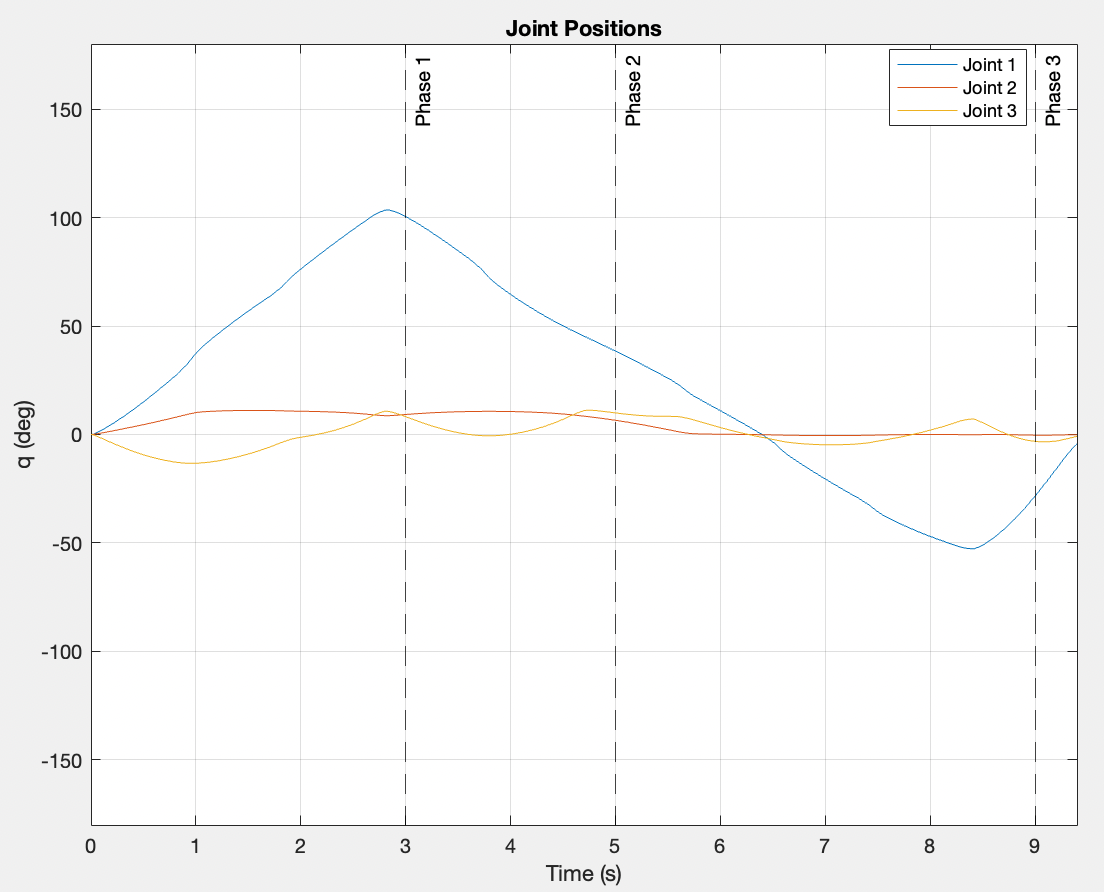 Joint Positions
Phase 1
Phase 2
Phase 3
Joint 1
Joint 2
Joint 3
q (deg)
150
100
50
0
-50
-100
-150
0 1 2 3 4 5 6 7 8 9
Time (s)